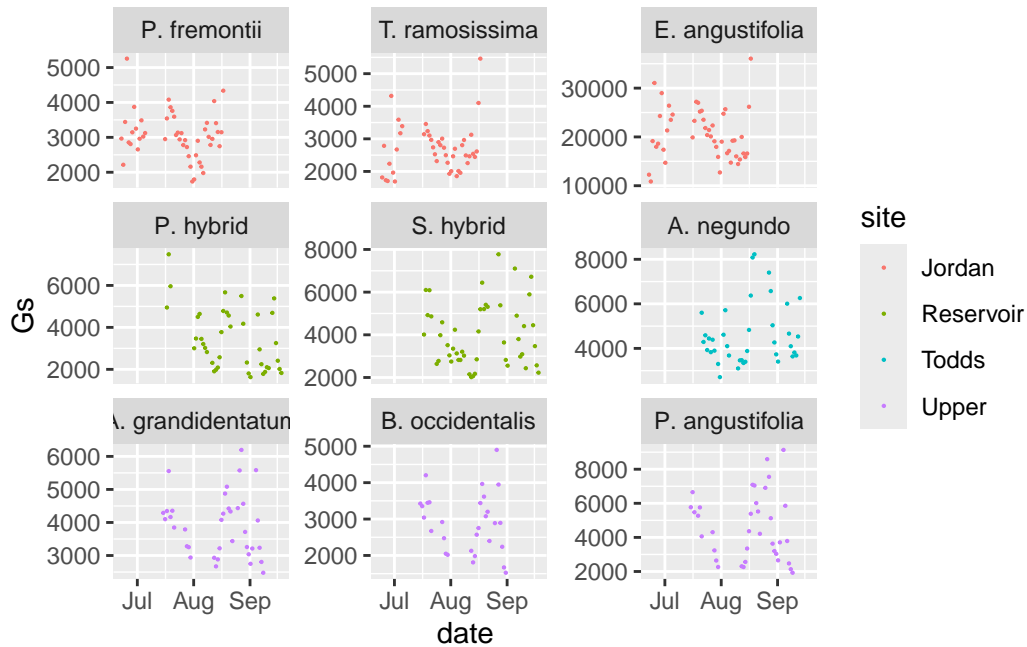 P. fremontii
T. ramosissima
E. angustifolia
5000
4000
3000
2000
5000
4000
3000
2000
30000
20000
10000
P. hybrid
S. hybrid
A. negundo
6000
4000
2000
8000
6000
4000
2000
8000
6000
4000
A. grandidentatum
B. occidentalis
P. angustifolia
6000
5000
4000
3000
5000
4000
3000
2000
8000
6000
4000
2000
Jul Aug Sep
Jul Aug Sep
Jul Aug Sep
date
Gs
site
Jordan
Reservoir
Todds
Upper